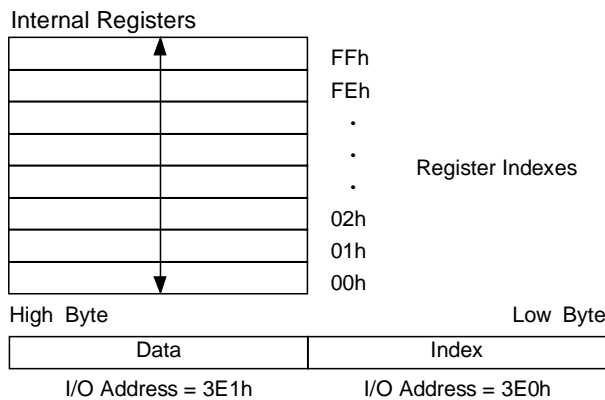 Internal Registers
FFh
FEh
.
.
.
Register Indexes
02h
01h
00h
High Byte Low Byte
Data Index
I/O Address = 3E1h I/O Address = 3E0h